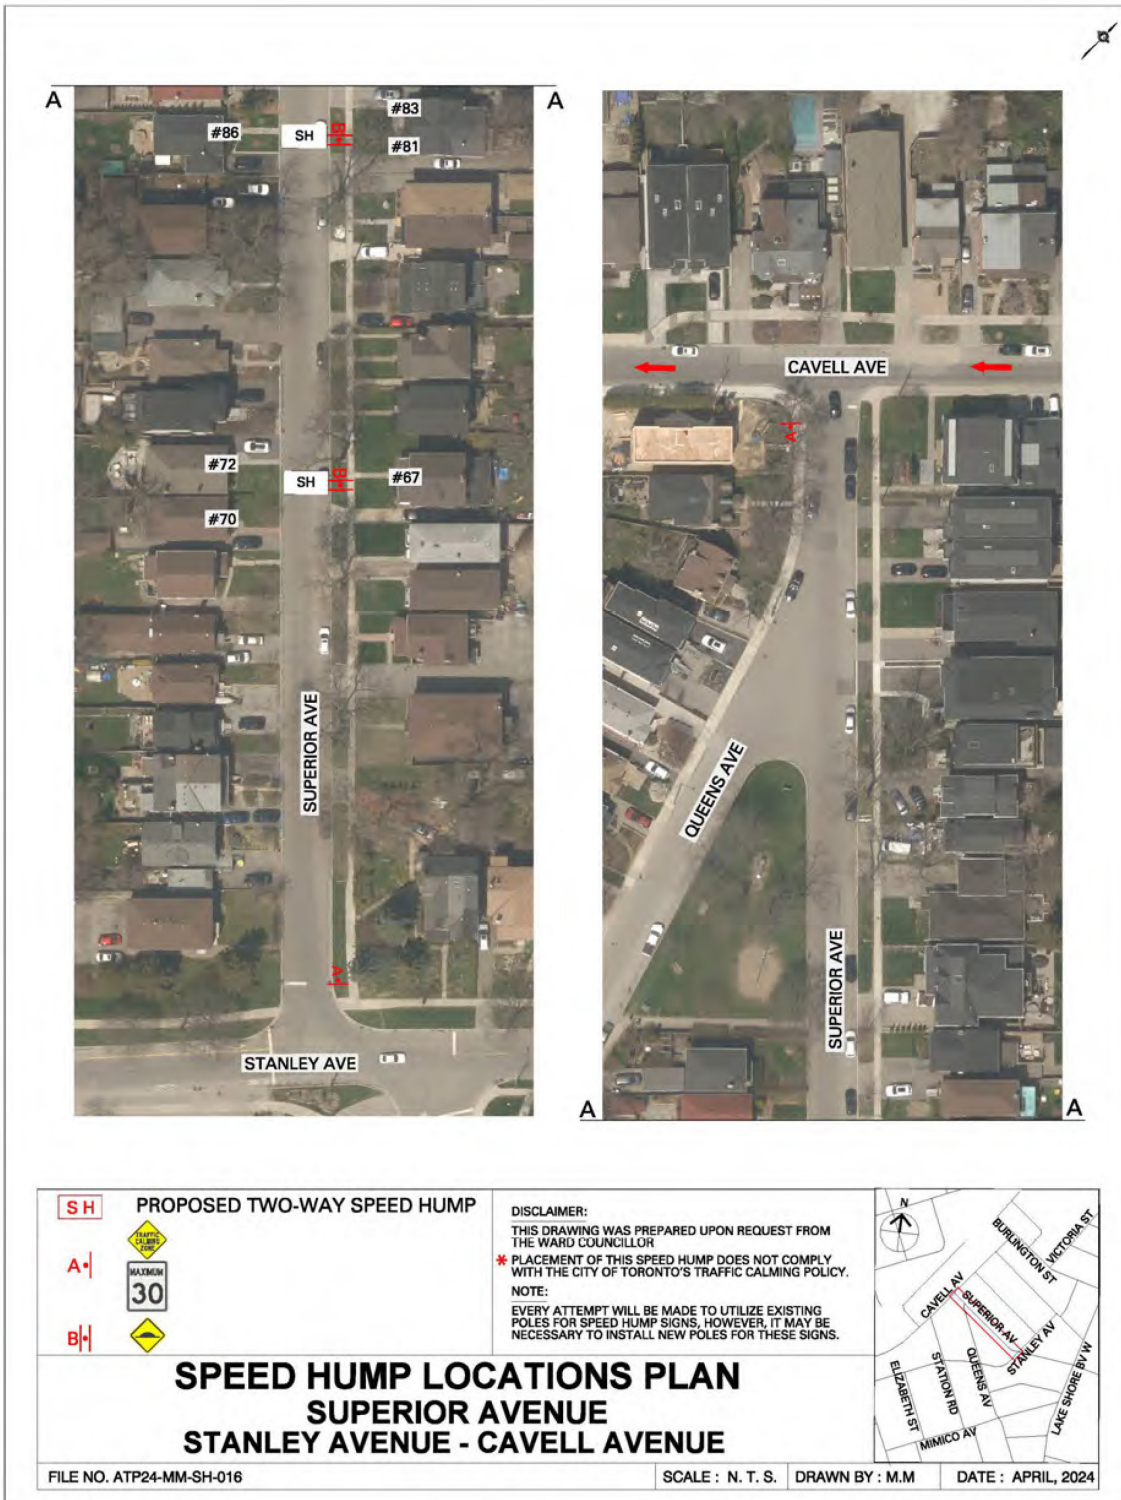 A
A
#86
SH
B
#83
#81
#72
#70
SH
B
#67
SUPERIOR AVE
A
STANLEY AVE
CAVELL AVE
A
QUEENS AVE
SUPERIOR AVE
A
A
SH
PROPOSED TWO-WAY SPEED HUMP
A
TRAFFIC
CALMING
ZONE
MAXIMUM
30
B
DISCLAIMER:
THIS DRAWING WAS PREPARED UPON REQUEST FROM
THE WARD COUNCILLOR
* PLACEMENT OF THIS SPEED HUMP DOES NOT COMPLY
WITH THE CITY OF TORONTO'S TRAFFIC CALMING POLICY.
NOTE:
EVERY ATTEMPT WILL BE MADE TO UTILIZE EXISTING
POLES FOR SPEED HUMP SIGNS, HOWEVER, IT MAY BE
NECESSARY TO INSTALL NEW POLES FOR THESE SIGNS.
N
BURLINGTON ST
VICTORIA ST
CAVELL AV
SUPERIOR AV
STANLEY AV
LAKE SHORE BV W
QUEENS AV
STATION RD
ELIZABETH ST
MIMICO AV
SPEED HUMP LOCATIONS PLAN
SUPERIOR AVENUE
STANLEY AVENUE - CAVELL AVENUE
FILE NO. ATP24-MM-SH-016
SCALE : N. T. S.
DRAWN BY : M.M
DATE : APRIL, 2024